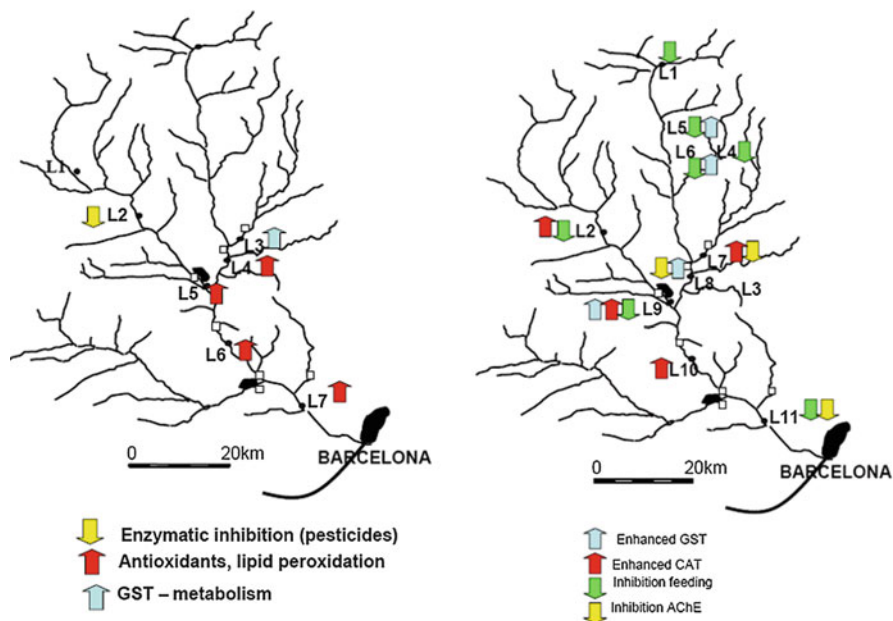 L1
L2
L3
L4
L5
L6
L7
0 20km
BARCELONA
Enzymatic inhibition (pesticides)
Antioxidants, lipid peroxidation
GST – metabolism
L1
L5
L6 L4
L2
L7
L8
L3
L9
L10
L11
0 20km
BARCELONA
Enhanced GST
Enhanced CAT
Inhibition feeding
Inhibition AChE